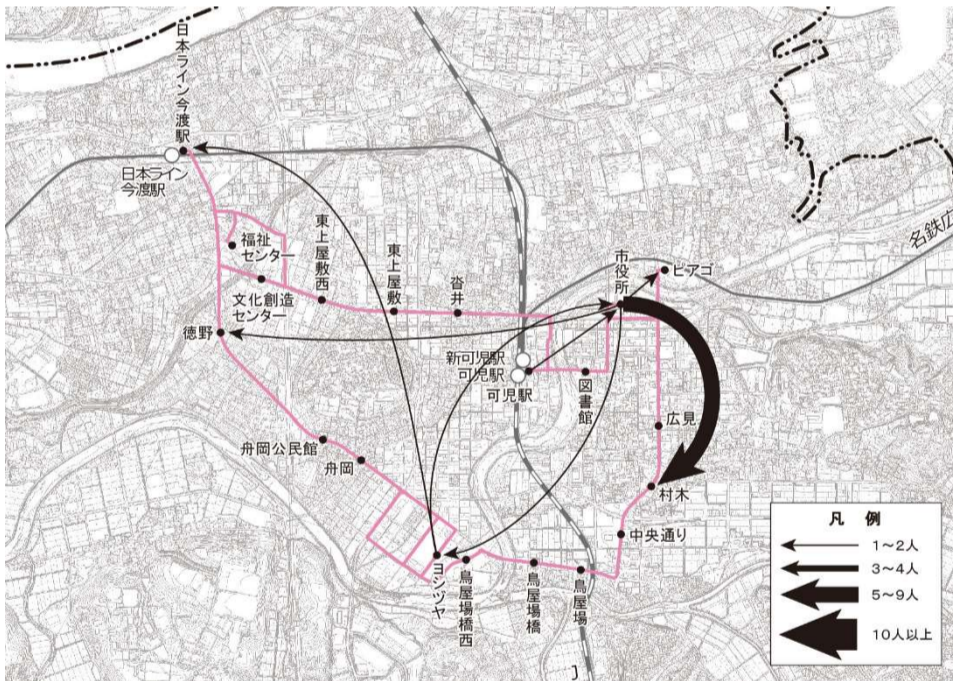 日本ライン今渡駅
日本ライン
今渡駅
福祉
センター
文化創造
センター
東上屋敷西
東上屋敷
沓井
徳野
新可児駅
可児駅
可児駅
図書館
市役所
ピアゴ
名鉄広
広見
村木
中央通り
舟岡公民館
舟岡
ヨシヅヤ
鳥屋場橋西
鳥屋場橋
鳥屋場
凡 例
1~2人
3~4人
5~9人
10人以上